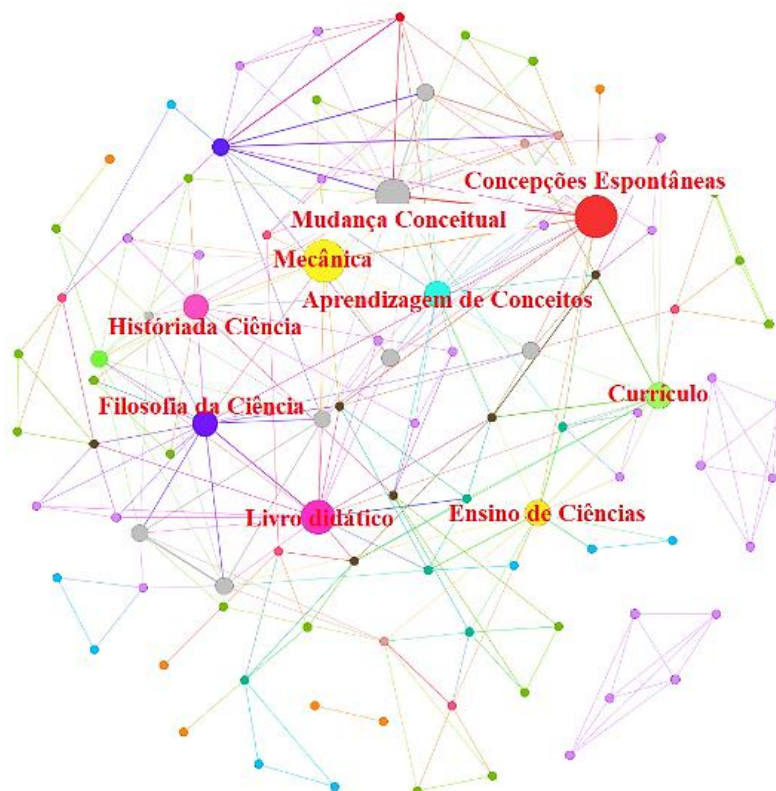 Concepções Espontâneas
Mudança Conceitual
Mecânica
Aprendizagem de Conceitos
Históriada Ciência
Currículo
Filosofia da Ciência
Livro didático
Ensino de Ciências